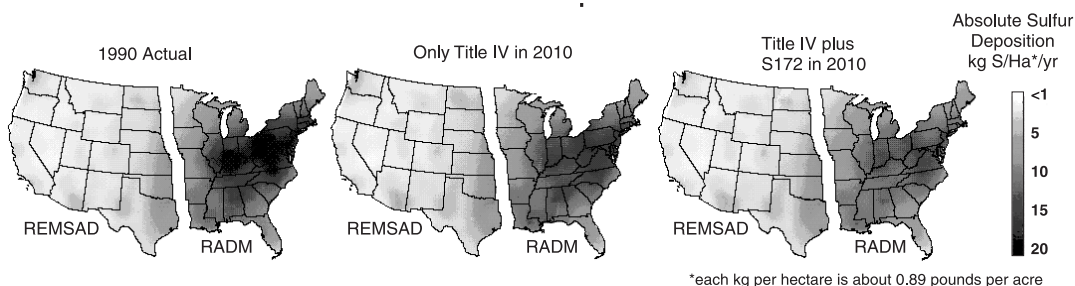 1990 Actual
REMSAD
RADM
Only Title IV in 2010
REMSAD
RADM
Title IV plus
S172 in 2010
REMSAD
RADM
Absolute Sulfur
Deposition
kg S/Ha*/yr
<1
5
10
15
20
*each kg per hectare is about 0.89 pounds per acre